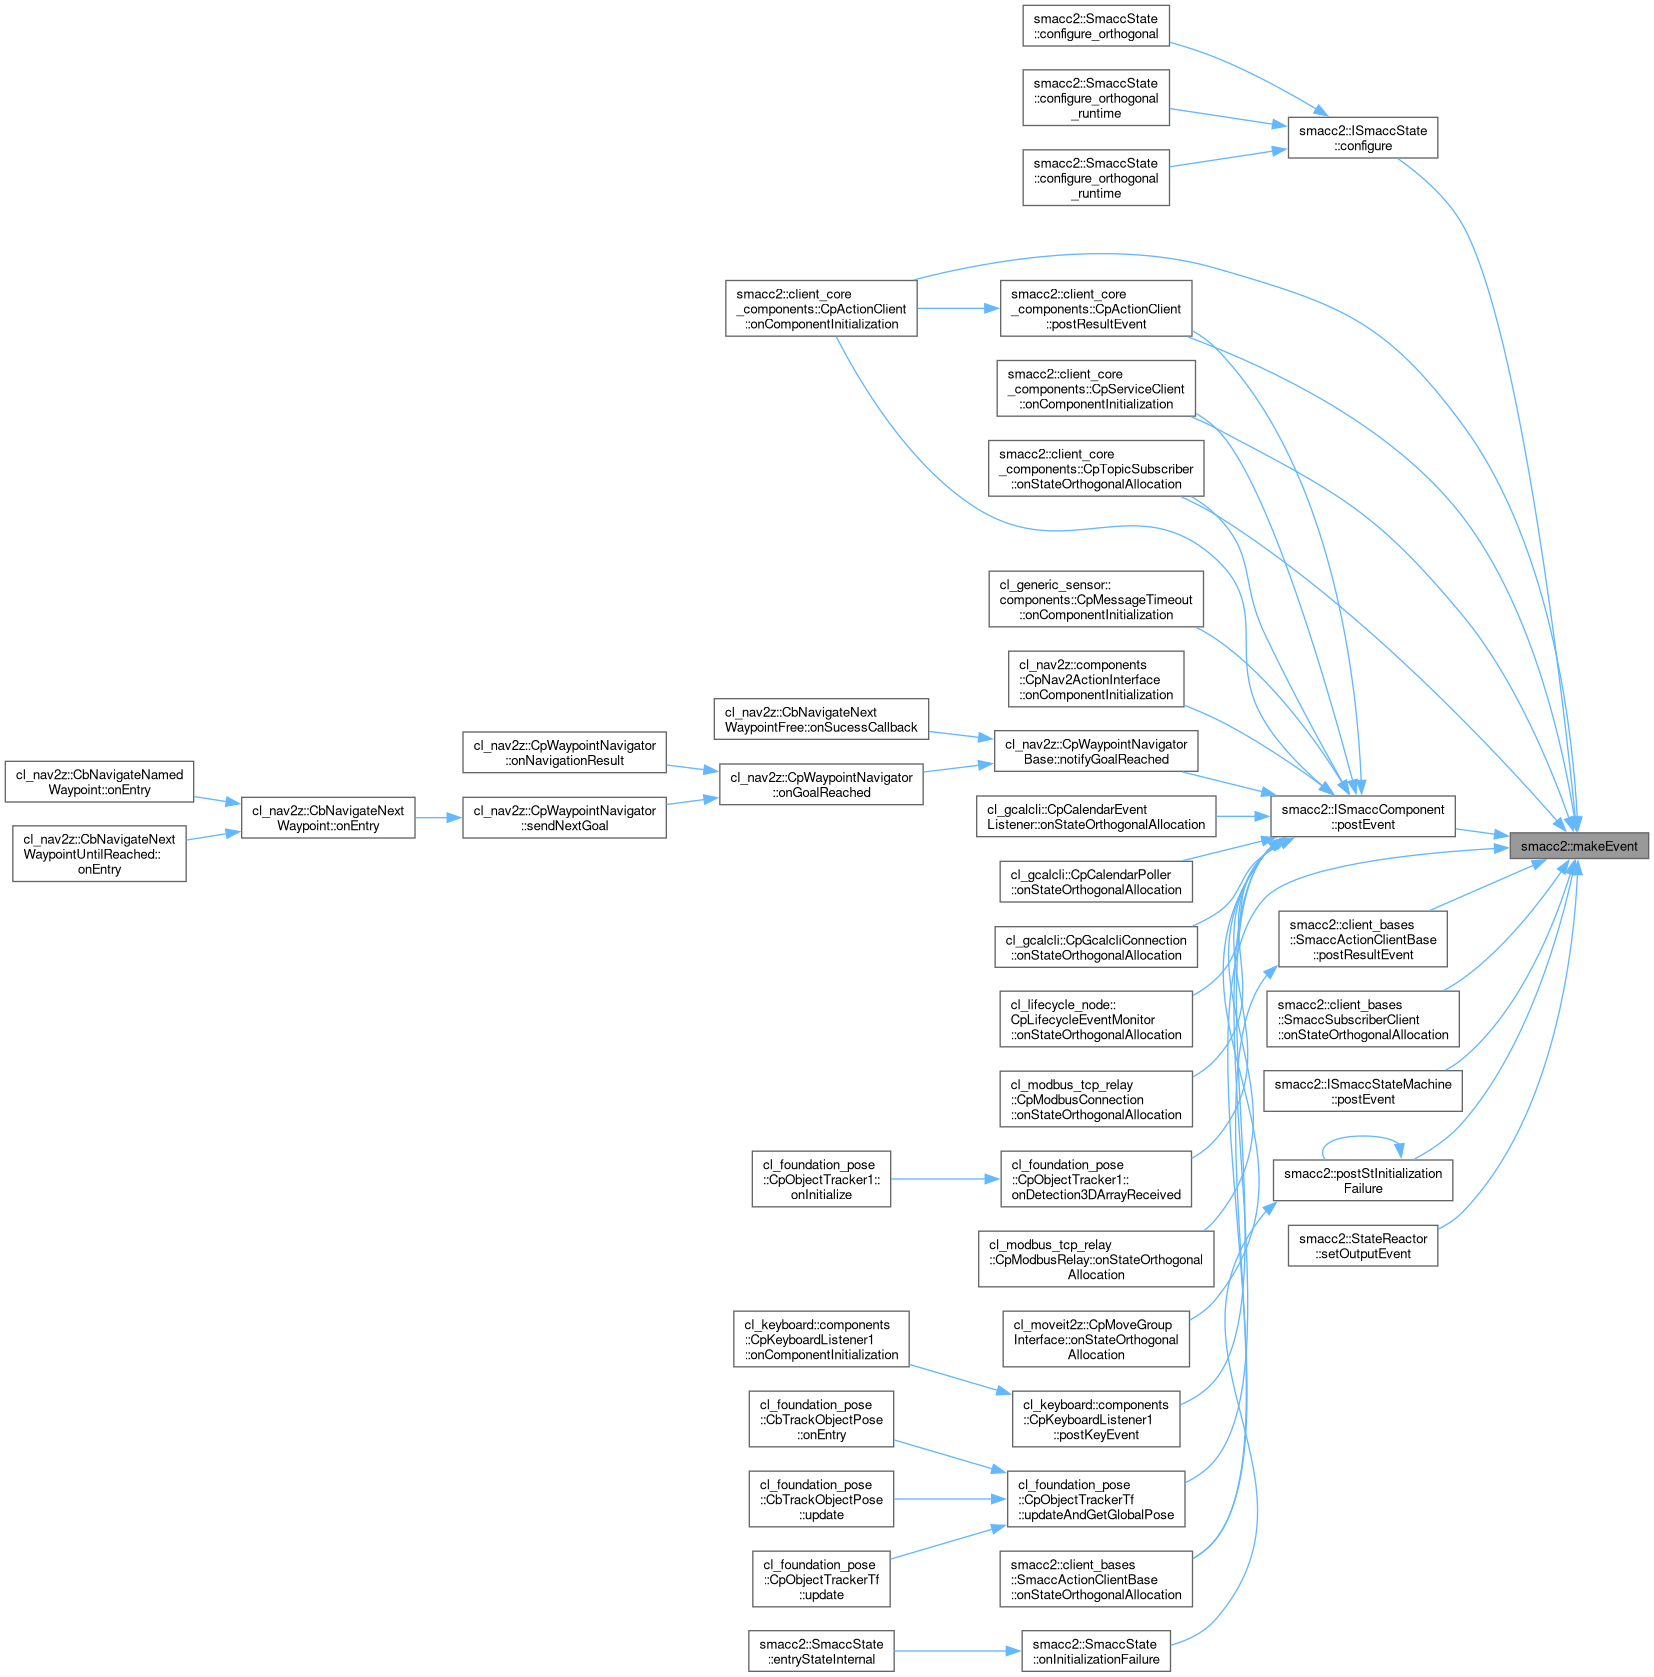 smacc2::SmaccState
::configure_orthogonal
smacc2::SmaccState
::configure_orthogonal
_runtime
smacc2::ISmaccState
::configure
smacc2::SmaccState
::configure_orthogonal
_runtime
smacc2::client_core
_components::CpActionClient
::onComponentInitialization
smacc2::client_core
_components::CpActionClient
::postResultEvent
smacc2::client_core
_components::CpServiceClient
::onComponentInitialization
smacc2::client_core
_components::CpTopicSubscriber
::onStateOrthogonalAllocation
cl_generic_sensor::
components::CpMessageTimeout
::onComponentInitialization
cl_nav2z::components
::CpNav2ActionInterface
::onComponentInitialization
cl_nav2z::CbNavigateNext
WaypointFree::onSucessCallback
cl_nav2z::CpWaypointNavigator
Base::notifyGoalReached
cl_nav2z::CpWaypointNavigator
::onNavigationResult
cl_nav2z::CpWaypointNavigator
::onGoalReached
cl_nav2z::CbNavigateNamed
Waypoint::onEntry
cl_nav2z::CbNavigateNext
Waypoint::onEntry
cl_nav2z::CpWaypointNavigator
::sendNextGoal
cl_gcalcli::CpCalendarEvent
Listener::onStateOrthogonalAllocation
smacc2::ISmaccComponent
::postEvent
cl_nav2z::CbNavigateNext
WaypointUntilReached::
onEntry
smacc2::makeEvent
cl_gcalcli::CpCalendarPoller
::onStateOrthogonalAllocation
cl_gcalcli::CpGcalcliConnection
::onStateOrthogonalAllocation
smacc2::client_bases
::SmaccActionClientBase
::postResultEvent
cl_lifecycle_node::
CpLifecycleEventMonitor
::onStateOrthogonalAllocation
smacc2::client_bases
::SmaccSubscriberClient
::onStateOrthogonalAllocation
cl_modbus_tcp_relay
::CpModbusConnection
::onStateOrthogonalAllocation
smacc2::ISmaccStateMachine
::postEvent
cl_foundation_pose
::CpObjectTracker1::
onInitialize
cl_foundation_pose
::CpObjectTracker1::
onDetection3DArrayReceived
smacc2::postStInitialization
Failure
cl_modbus_tcp_relay
::CpModbusRelay::onStateOrthogonal
Allocation
smacc2::StateReactor
::setOutputEvent
cl_keyboard::components
::CpKeyboardListener1
::onComponentInitialization
cl_moveit2z::CpMoveGroup
Interface::onStateOrthogonal
Allocation
cl_foundation_pose
::CbTrackObjectPose
::onEntry
cl_keyboard::components
::CpKeyboardListener1
::postKeyEvent
cl_foundation_pose
::CbTrackObjectPose
::update
cl_foundation_pose
::CpObjectTrackerTf
::updateAndGetGlobalPose
cl_foundation_pose
::CpObjectTrackerTf
::update
smacc2::client_bases
::SmaccActionClientBase
::onStateOrthogonalAllocation
smacc2::SmaccState
::entryStateInternal
smacc2::SmaccState
::onInitializationFailure